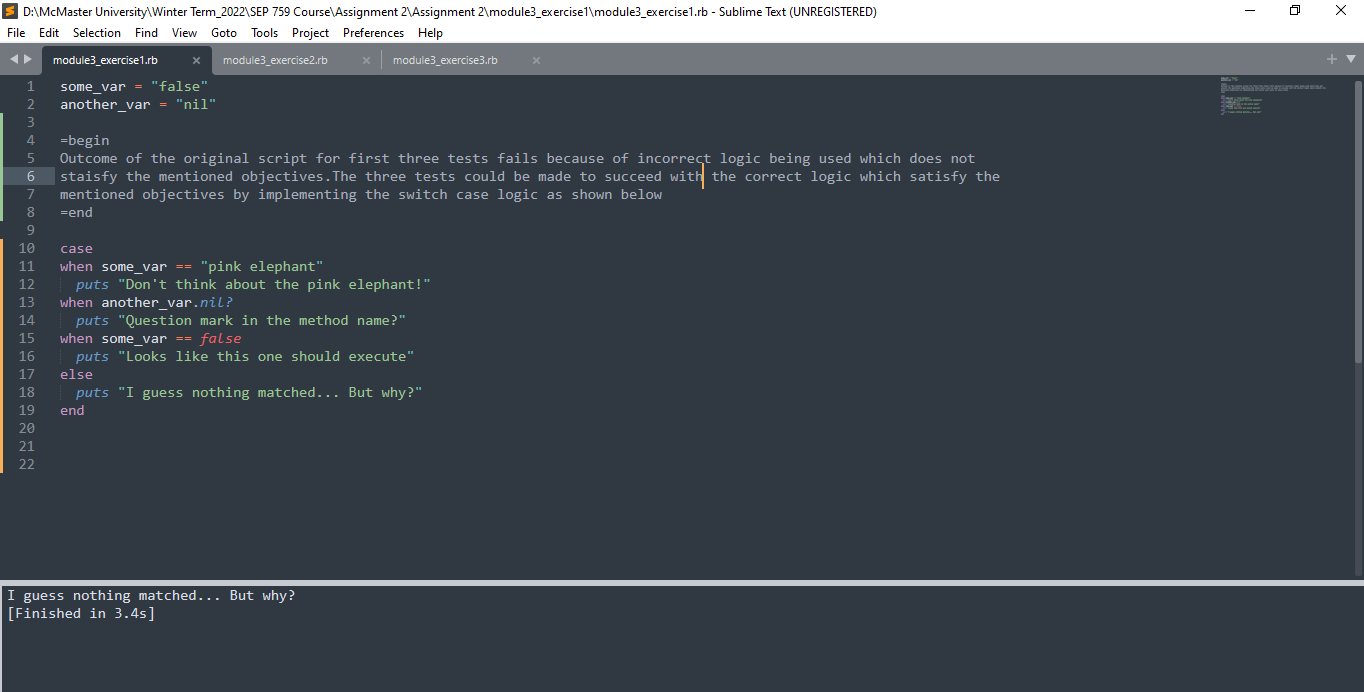 D:\McMaster University\Winter Term_2022\SEP 759 Course\Assignment 2\Assignment 2\module3_exercise1\module3_exercise1.rb - Sublime Text (UNREGISTERED)
File Edit Selection Find View Goto Tools Project Preferences Help
module3_exercise1.rb × module3_exercise2.rb × module3_exercise3.rb ×
1 some_var = "false"
2 another_var = "nil"
3
4 =begin
5 Outcome of the original script for first three tests fails because of incorrect logic being used which does not
6 staisfy the mentioned objectives.The three tests could be made to succeed with the correct logic which satisfy the
7 mentioned objectives by implementing the switch case logic as shown below
8 =end
9
10 case
11 when some_var == "pink elephant"
12 puts "Don't think about the pink elephant!"
13 when another_var.nil?
14 puts "Question mark in the method name?"
15 when some_var == false
16 puts "Looks like this one should execute"
17 else
18 puts "I guess nothing matched... But why?"
19 end
20
21
22
I guess nothing matched... But why?
[Finished in 3.4s]